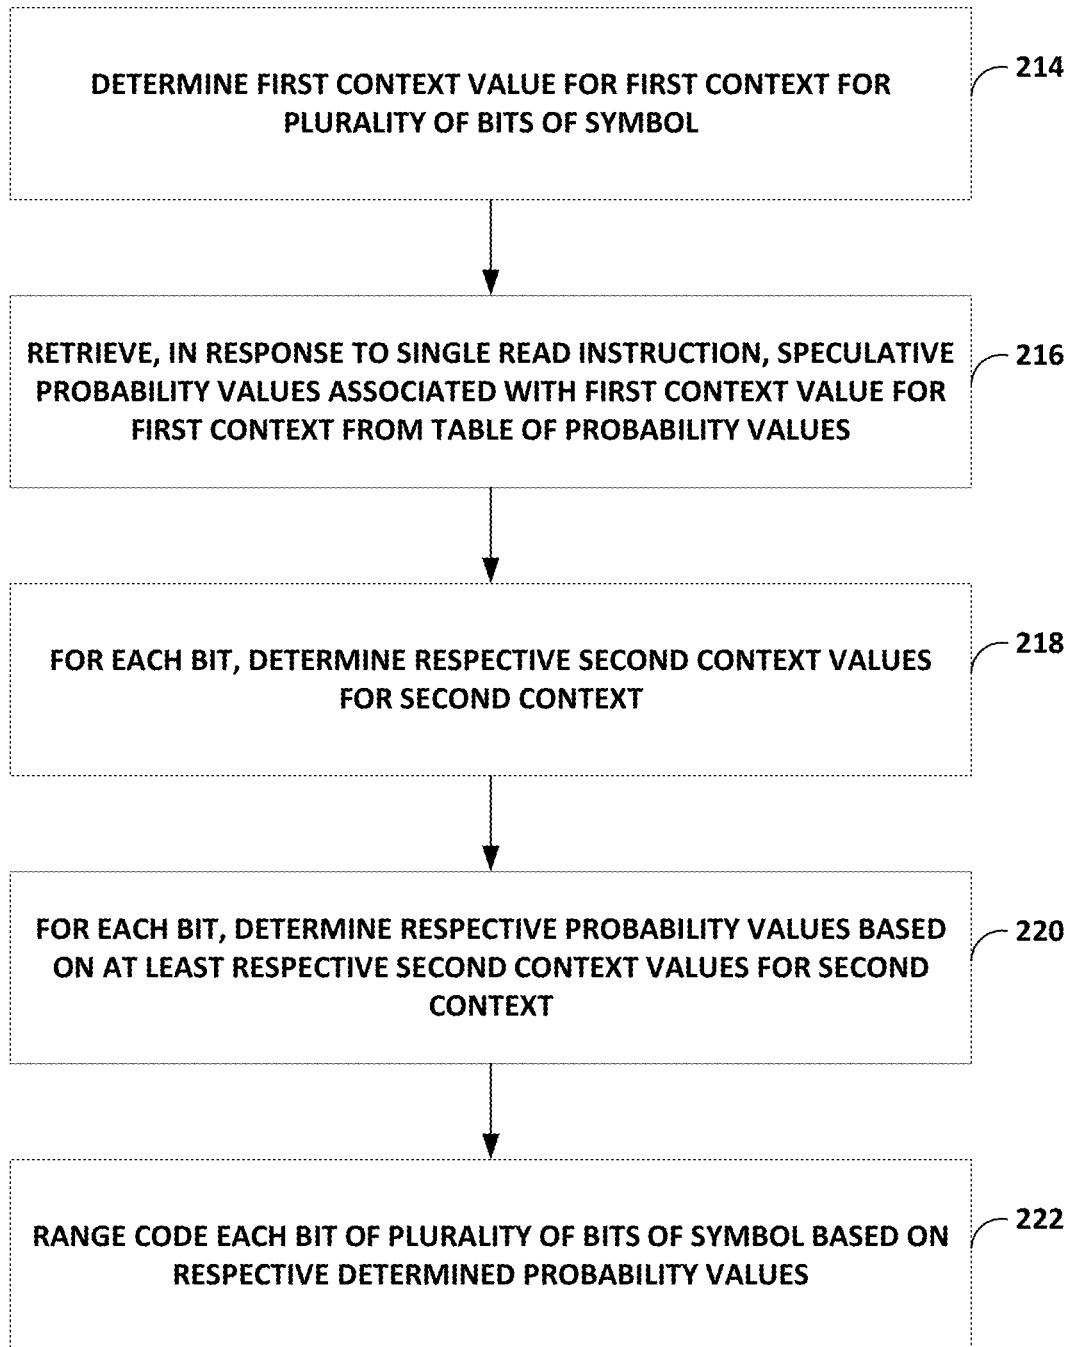 DETERMINE FIRST CONTEXT VALUE FOR FIRST CONTEXT FOR
PLURALITY OF BITS OF SYMBOL
214
RETRIEVE, IN RESPONSE TO SINGLE READ INSTRUCTION, SPECULATIVE
PROBABILITY VALUES ASSOCIATED WITH FIRST CONTEXT VALUE FOR
FIRST CONTEXT FROM TABLE OF PROBABILITY VALUES
216
FOR EACH BIT, DETERMINE RESPECTIVE SECOND CONTEXT VALUES
FOR SECOND CONTEXT
218
FOR EACH BIT, DETERMINE RESPECTIVE PROBABILITY VALUES BASED
ON AT LEAST RESPECTIVE SECOND CONTEXT VALUES FOR SECOND
CONTEXT
220
RANGE CODE EACH BIT OF PLURALITY OF BITS OF SYMBOL BASED ON
RESPECTIVE DETERMINED PROBABILITY VALUES
222